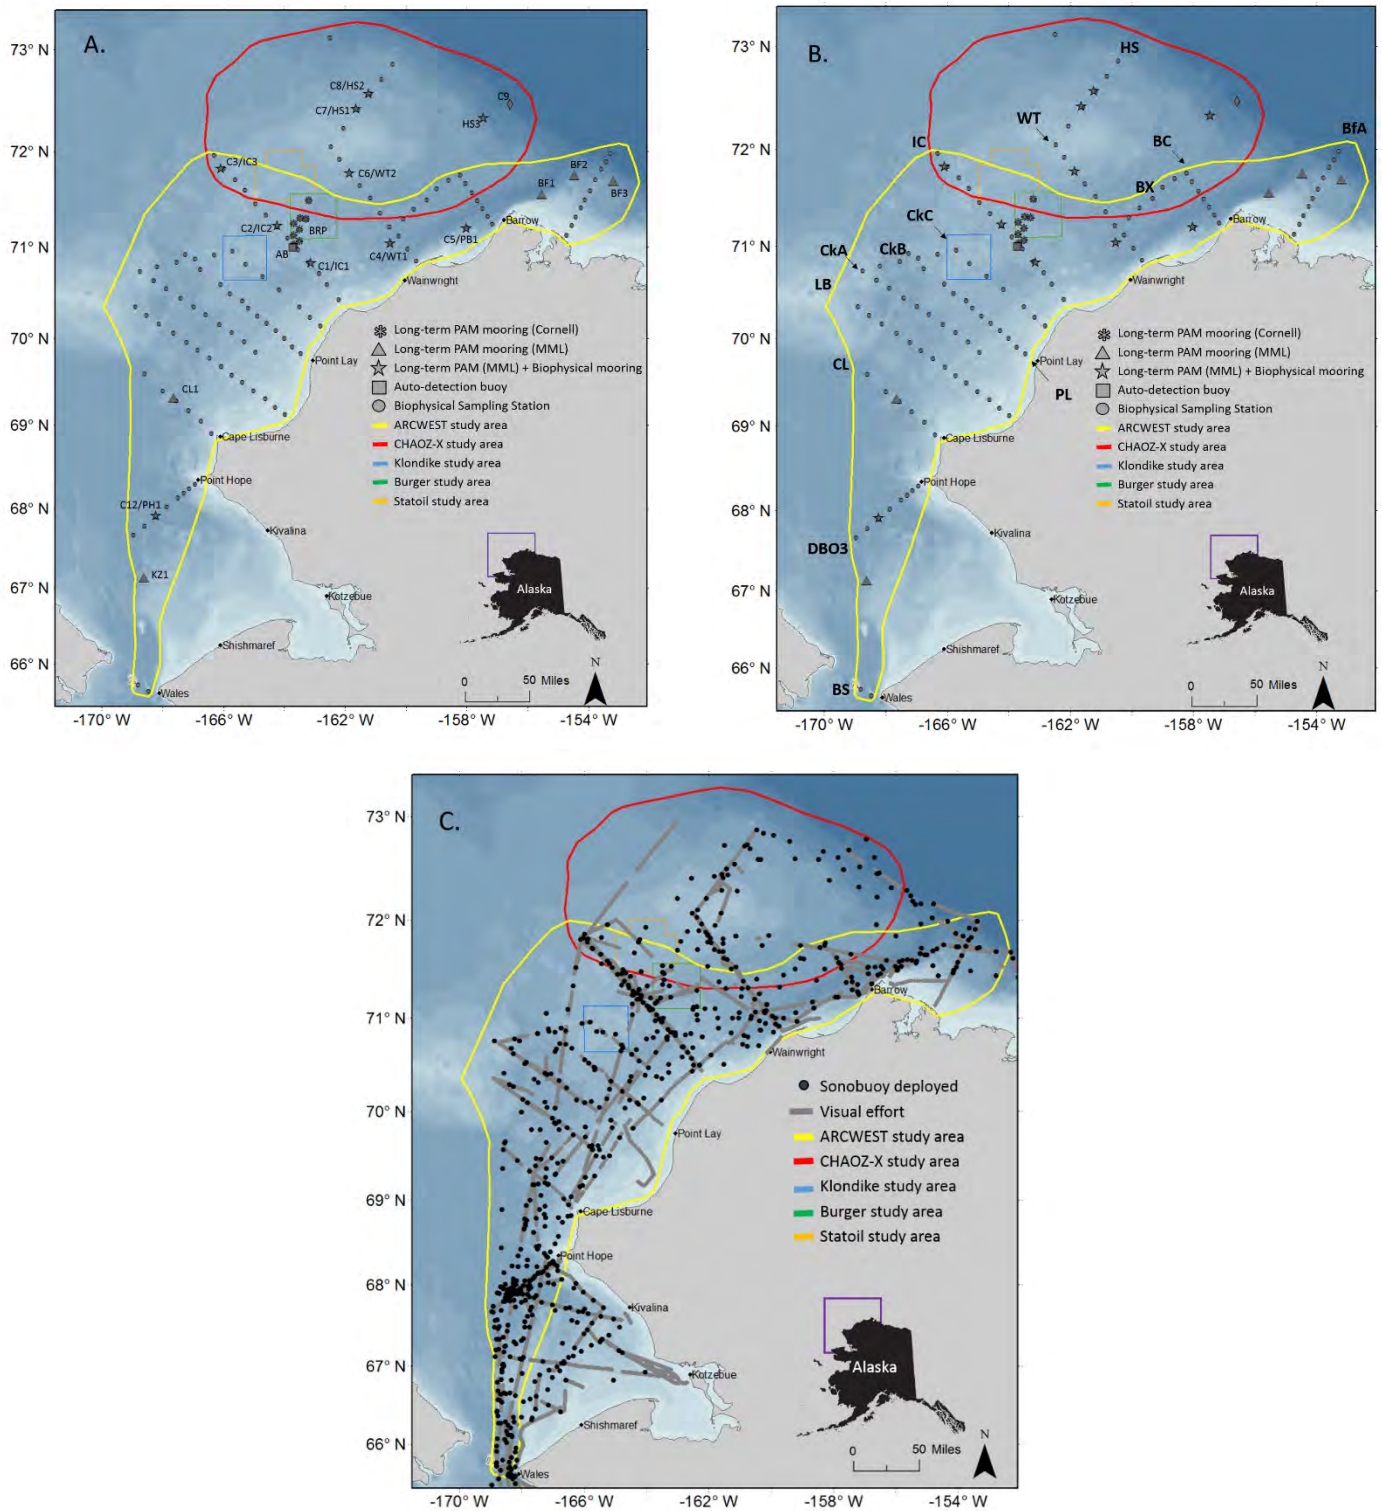 A.
73° N
72° N
71° N
70° N
69° N
68° N
67° N
66° N
C8/HS2
C7/HS1
C9
HS3
C3/IC3
C6/WT2
BF2
BF1
BF3
C2/IC2
BRP
Barrow
C5/PB1
AB
C1/IC1
C4/WT1
Wainwright
Long-term PAM mooring (Cornell)
Long-term PAM mooring (MML)
Point Lay
Long-term PAM (MML) + Biophysical mooring
Auto-detection buoy
CL1
Biophysical Sampling Station
ARCWEST study area
Cape Lisburne
CHAOZ-X study area
Klondike study area
Point Hope
Burger study area
Statoil study area
C12/PH1
Kivalina
KZ1
Alaska
Kotzebue
Shishmaref
N
Wales
0 50 Miles
-170° W -166° W -162° W -158° W -154° W
B.
73° N
72° N
71° N
70° N
69° N
68° N
67° N
66° N
HS
WT
BfA
IC
BC
BX
CkC
Barrow
CkA
CkB
LB
Wainwright
Long-term PAM mooring (Cornell)
Long-term PAM mooring (MML)
Point Lay
CL
Long-term PAM (MML) + Biophysical mooring
Auto-detection buoy
PL
Biophysical Sampling Station
ARCWEST study area
Cape Lisburne
CHAOZ-X study area
Klondike study area
Point Hope
Burger study area
Statoil study area
Kivalina
DBO3
Alaska
Kotzebue
Shishmaref
N
BS
Wales
0 50 Miles
-170° W -166° W -162° W -158° W -154° W
C.
73° N
72° N
71° N
70° N
69° N
68° N
67° N
66° N
Barrow
Wainwright
Sonobuoy deployed
Visual effort
Point Lay
ARCWEST study area
CHAOZ-X study area
Klondike study area
Cape Lisburne
Burger study area
Statoil study area
Point Hope
Kivalina
Alaska
Kotzebue
Shishmaref
N
0 50 Miles
Wales
-170° W -166° W -162° W -158° W -154° W